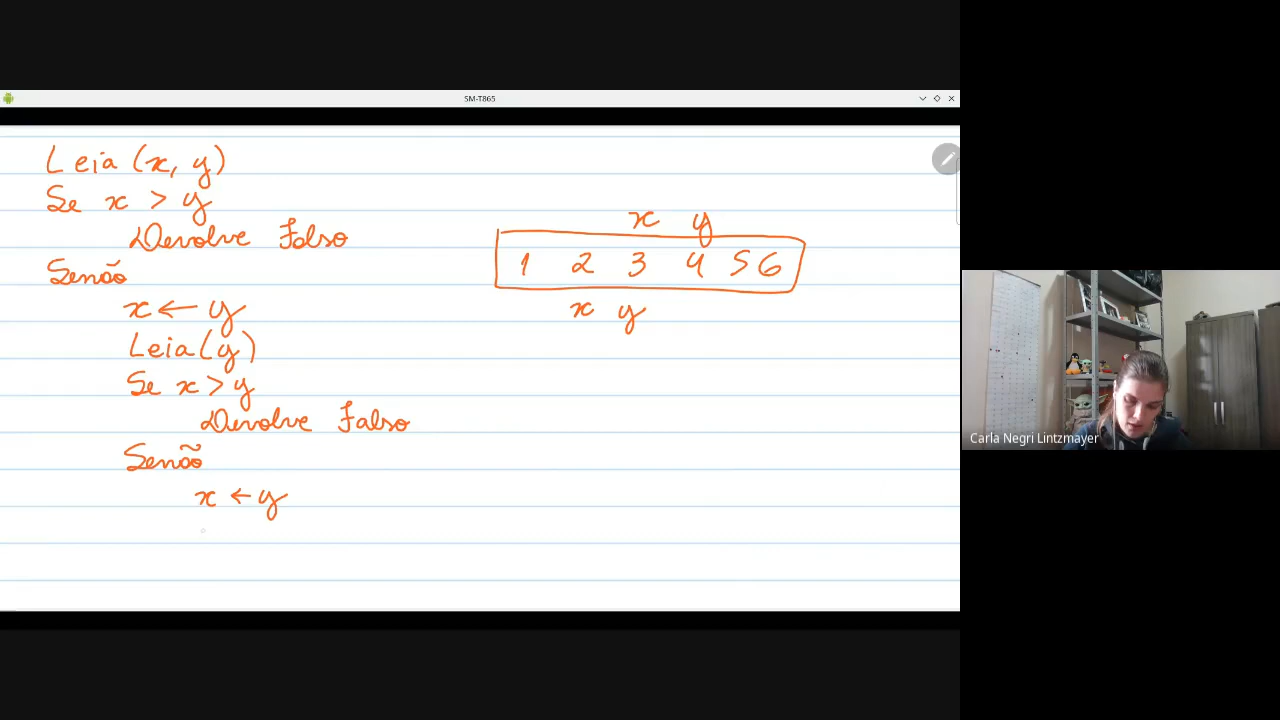 SM-T865
Leia (x, y)
Se x > y
Devolve Falso
Senão
x ← y
Leia(y)
Se x > y
Devolve Falso
Senão
x ← y
x y
1 2 3 4 5 6
x y
Carla Negri Lintzmayer